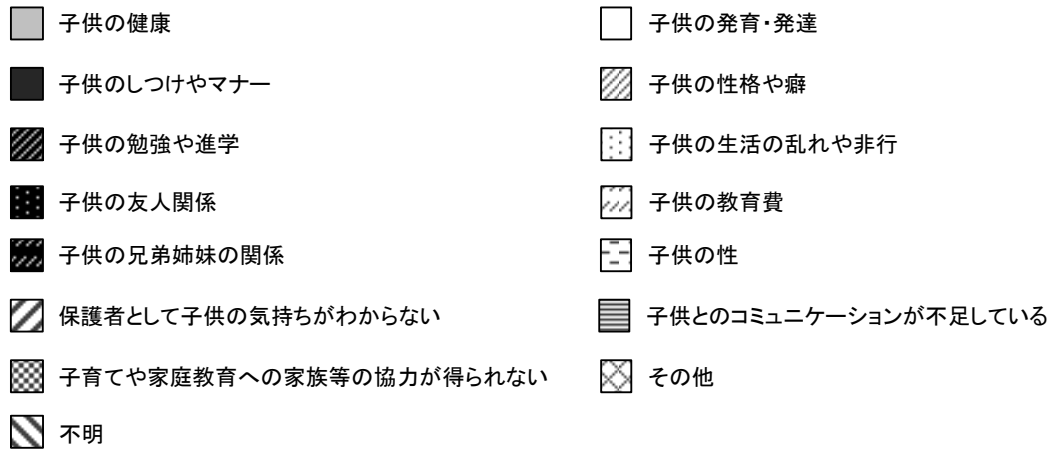 子供の健康
子供の発育・発達
子供のしつけやマナー
子供の性格や癖
子供の勉強や進学
子供の生活の乱れや非行
子供の友人関係
子供の教育費
子供の兄弟姉妹の関係
子供の性
保護者として子供の気持ちがわからない
子供とのコミュニケーションが不足している
子育てや家庭教育への家族等の協力が得られない
その他
不明